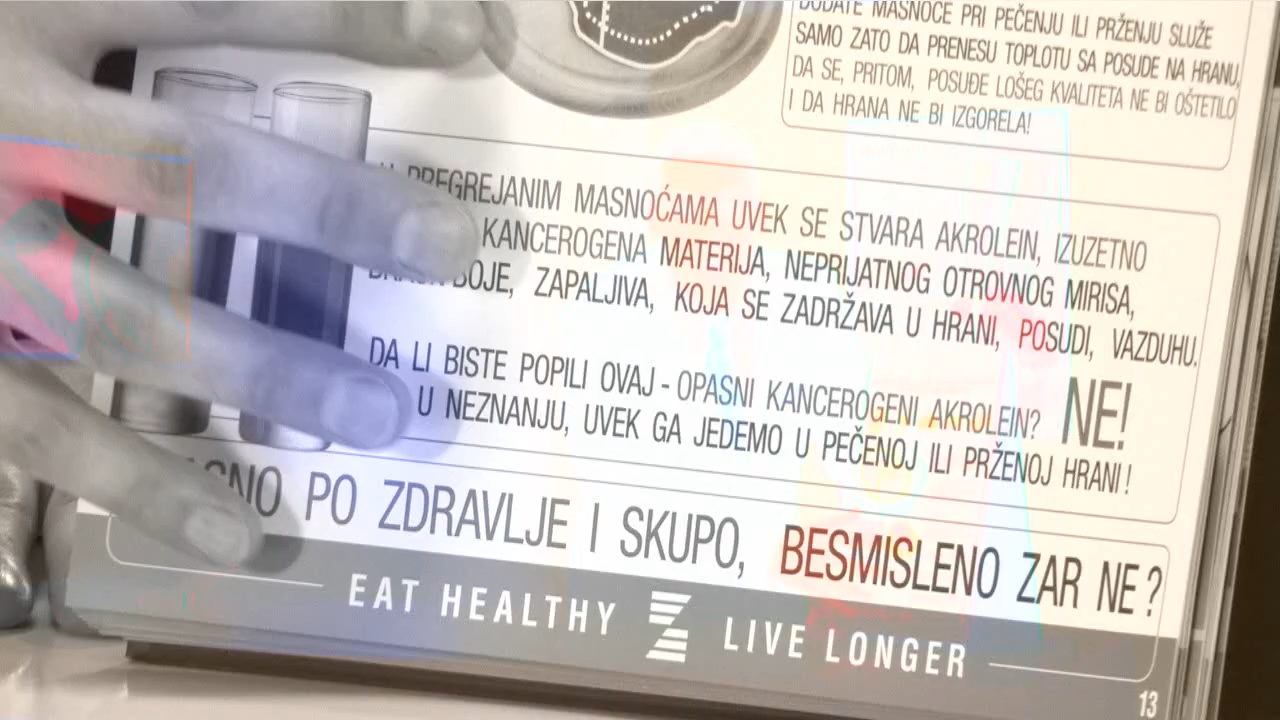 DODATE MASNOĆE PRI PEČENJU ILI PRŽENJU SLUŽE
SAMO ZATO DA PRENESU TOPLOTU SA POSUDE NA HRANU,
DA SE, PRITOM, POSUĐE LOŠEG KVALITETA NE BI OŠTETILO
I DA HRANA NE BI IZGORELA!
PREGREJANIM MASNOĆAMA UVEK SE STVARA AKROLEIN, IZUZETNO
KANCEROGENA MATERIJA, NEPRIJATNOG OTROVNOG MIRISA,
BOJE, ZAPALJIVA, KOJA SE ZADRŽAVA U HRANI, POSUDI, VAZDUHU.
DA LI BISTE POPILI OVAJ - OPASNI KANCEROGENI AKROLEIN? NE!
U NEZNANJU, UVEK GA JEDEMO U PEČENOJ ILI PRŽENOJ HRANI!
PO ZDRAVLJE I SKUPO, BESMISLENO ZAR NE?
EAT HEALTHY LIVE LONGER
13